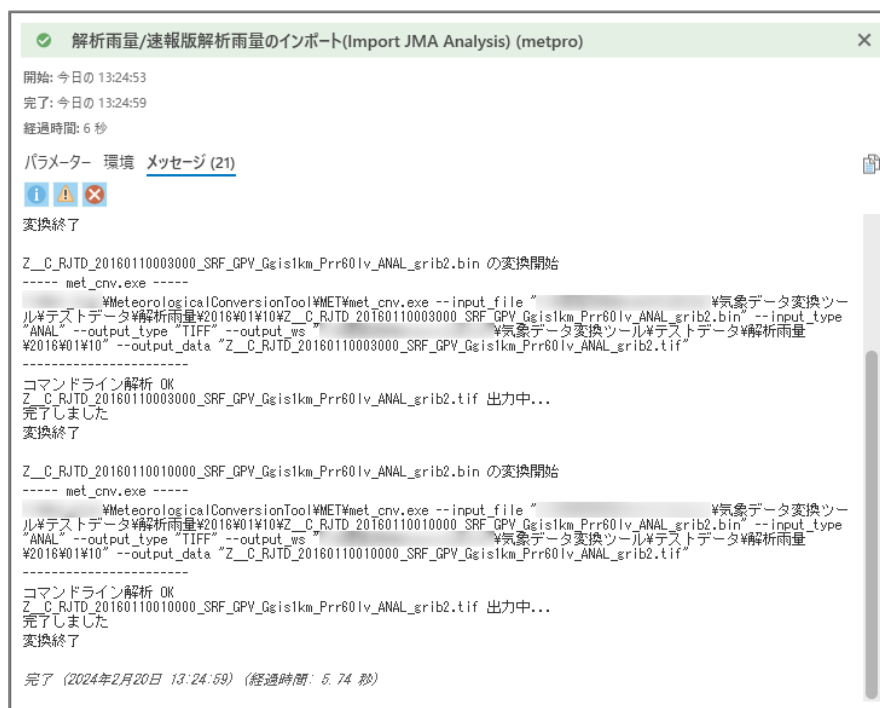 解析雨量/速報版解析雨量のインポート(Import JMA Analysis) (metpro)
開始: 今日の 13:24:53
完了: 今日の 13:24:59
経過時間: 6 秒
パラメーター 環境 メッセージ (21)
変換終了
Z__C_RJTD_20160110003000_SRF_GPV_Ggis1km_Prr60lv_ANAL_grib2.bin の変換開始
----- met_cnv.exe -----
¥MeteorologicalConversionTool¥MET¥met_cnv.exe --input_file "¥気象データ変換ツー
ル¥テストデータ¥解析雨量¥2016¥01¥10¥Z__C_RJTD_20160110003000_SRF_GPV_Ggis1km_Prr60lv_ANAL_grib2.bin" --input_type
"ANAL" --output_type "TIFF" --output_ws "¥気象データ変換ツール¥テストデータ¥解析雨量
¥2016¥01¥10" --output_data "Z__C_RJTD_20160110003000_SRF_GPV_Ggis1km_Prr60lv_ANAL_grib2.tif"
-----------------------
コマンドライン解析 OK
Z__C_RJTD_20160110003000_SRF_GPV_Ggis1km_Prr60lv_ANAL_grib2.tif 出力中...
完了しました
変換終了
Z__C_RJTD_20160110010000_SRF_GPV_Ggis1km_Prr60lv_ANAL_grib2.bin の変換開始
----- met_cnv.exe -----
¥MeteorologicalConversionTool¥MET¥met_cnv.exe --input_file "¥気象データ変換ツー
ル¥テストデータ¥解析雨量¥2016¥01¥10¥Z__C_RJTD_20160110010000_SRF_GPV_Ggis1km_Prr60lv_ANAL_grib2.bin" --input_type
"ANAL" --output_type "TIFF" --output_ws "¥気象データ変換ツール¥テストデータ¥解析雨量
¥2016¥01¥10" --output_data "Z__C_RJTD_20160110010000_SRF_GPV_Ggis1km_Prr60lv_ANAL_grib2.tif"
-----------------------
コマンドライン解析 OK
Z__C_RJTD_20160110010000_SRF_GPV_Ggis1km_Prr60lv_ANAL_grib2.tif 出力中...
完了しました
変換終了
完了 (2024年2月20日 13:24:59) (経過時間: 5.74 秒)